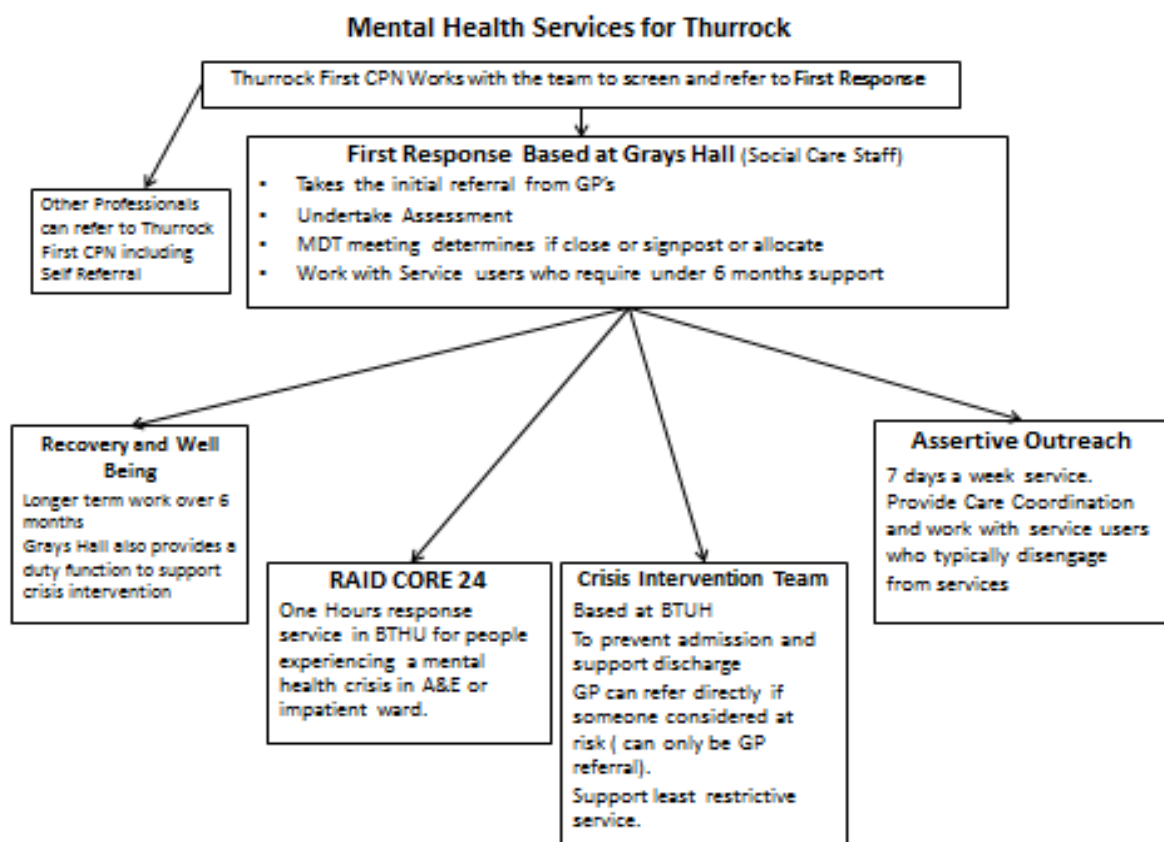 Mental Health Services for Thurrock
Thurrock First CPN Works with the team to screen and refer to First Response
First Response Based at Grays Hall (Social Care Staff)
• Takes the initial referral from GP's
• Undertake Assessment
• MDT meeting determines if close or signpost or allocate
• Work with Service users who require under 6 months support
Other Professionals
can refer to Thurrock
First CPN including
Self Referral
Recovery and Well
Being
Longer term work over 6
months
Grays Hall also provides a
duty function to support
crisis intervention
RAID CORE 24
One Hours response
service in BTHU for people
experiencing a mental
health crisis in A&E or
impatient ward.
Crisis Intervention Team
Based at BTUH
To prevent admission and
support discharge
GP can refer directly if
someone considered at
risk ( can only be GP
referral).
Support least restrictive
service.
Assertive Outreach
7 days a week service.
Provide Care Coordination
and work with service users
who typically disengage
from services